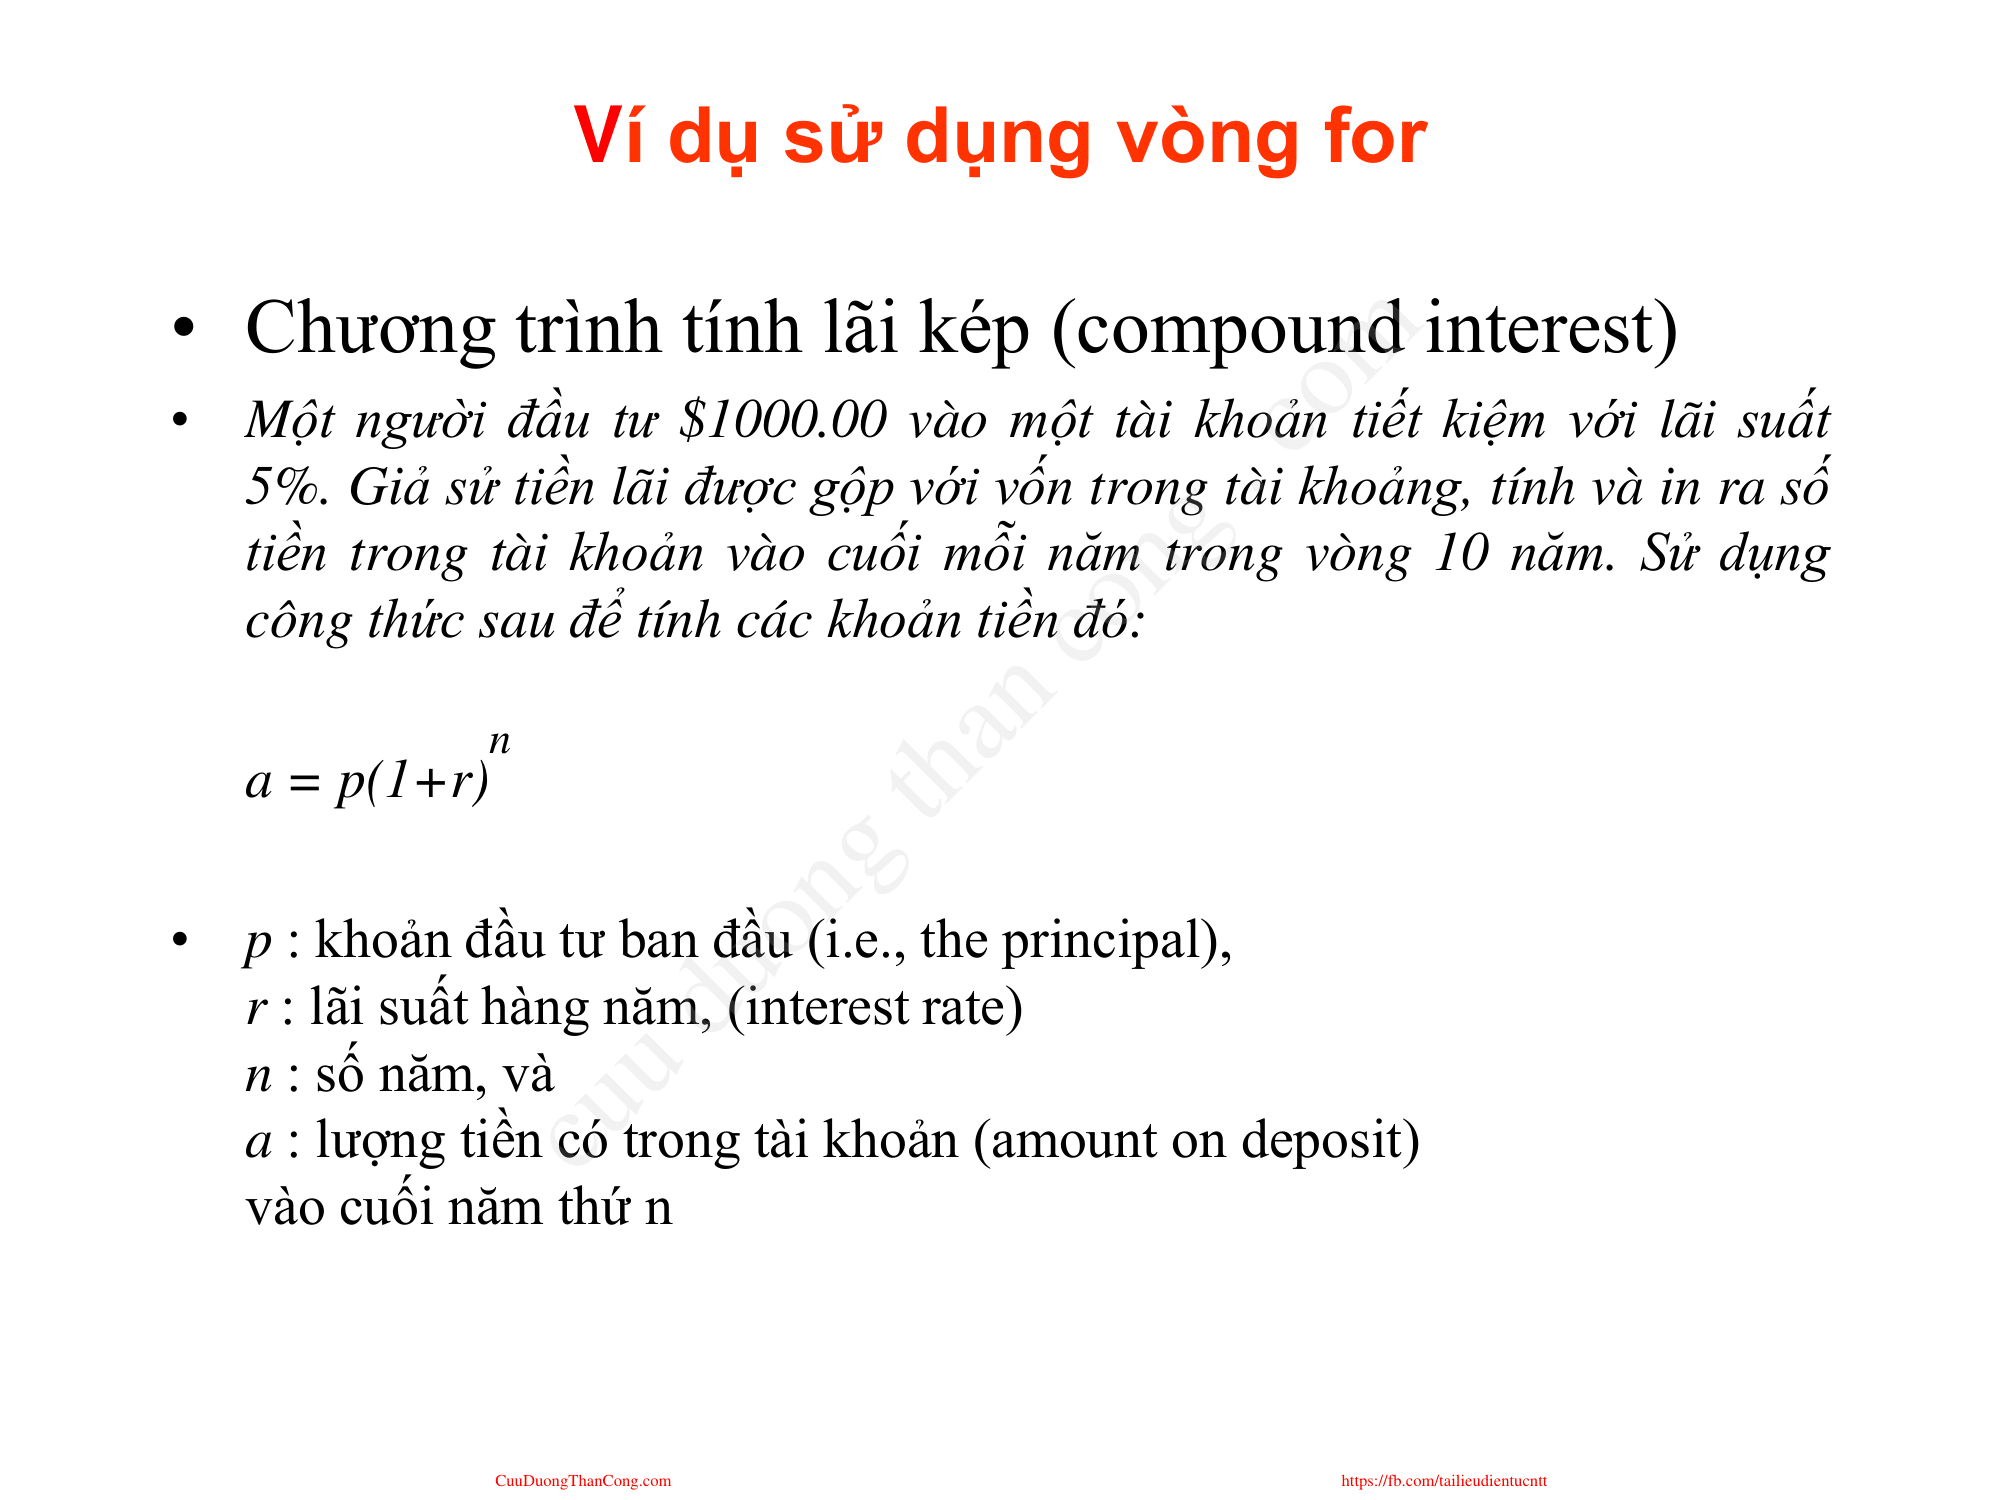 Ví dụ sử dụng vòng for
• Chương trình tính lãi kép (compound interest)
• Một người đầu tư $1000.00 vào một tài khoản tiết kiệm với lãi suất
5%. Giả sử tiền lãi được gộp với vốn trong tài khoảng, tính và in ra số
tiền trong tài khoản vào cuối mỗi năm trong vòng 10 năm. Sử dụng
công thức sau để tính các khoản tiền đó:
a = p(1+r)ⁿ
• p : khoản đầu tư ban đầu (i.e., the principal),
r : lãi suất hàng năm, (interest rate)
n : số năm, và
a : lượng tiền có trong tài khoản (amount on deposit)
vào cuối năm thứ n
cuu duong than cong . com
CuuDuongThanCong.com
https://fb.com/tailieudientucntt